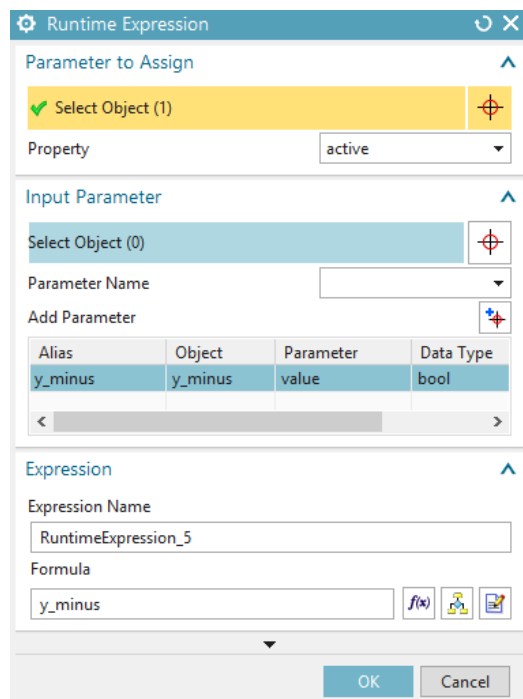 Runtime Expression
Parameter to Assign
Select Object (1)
Property active
Input Parameter
Select Object (0)
Parameter Name
Add Parameter
Alias Object Parameter Data Type
y_minus y_minus value bool
Expression
Expression Name
RuntimeExpression_5
Formula
y_minus f(x)
OK Cancel